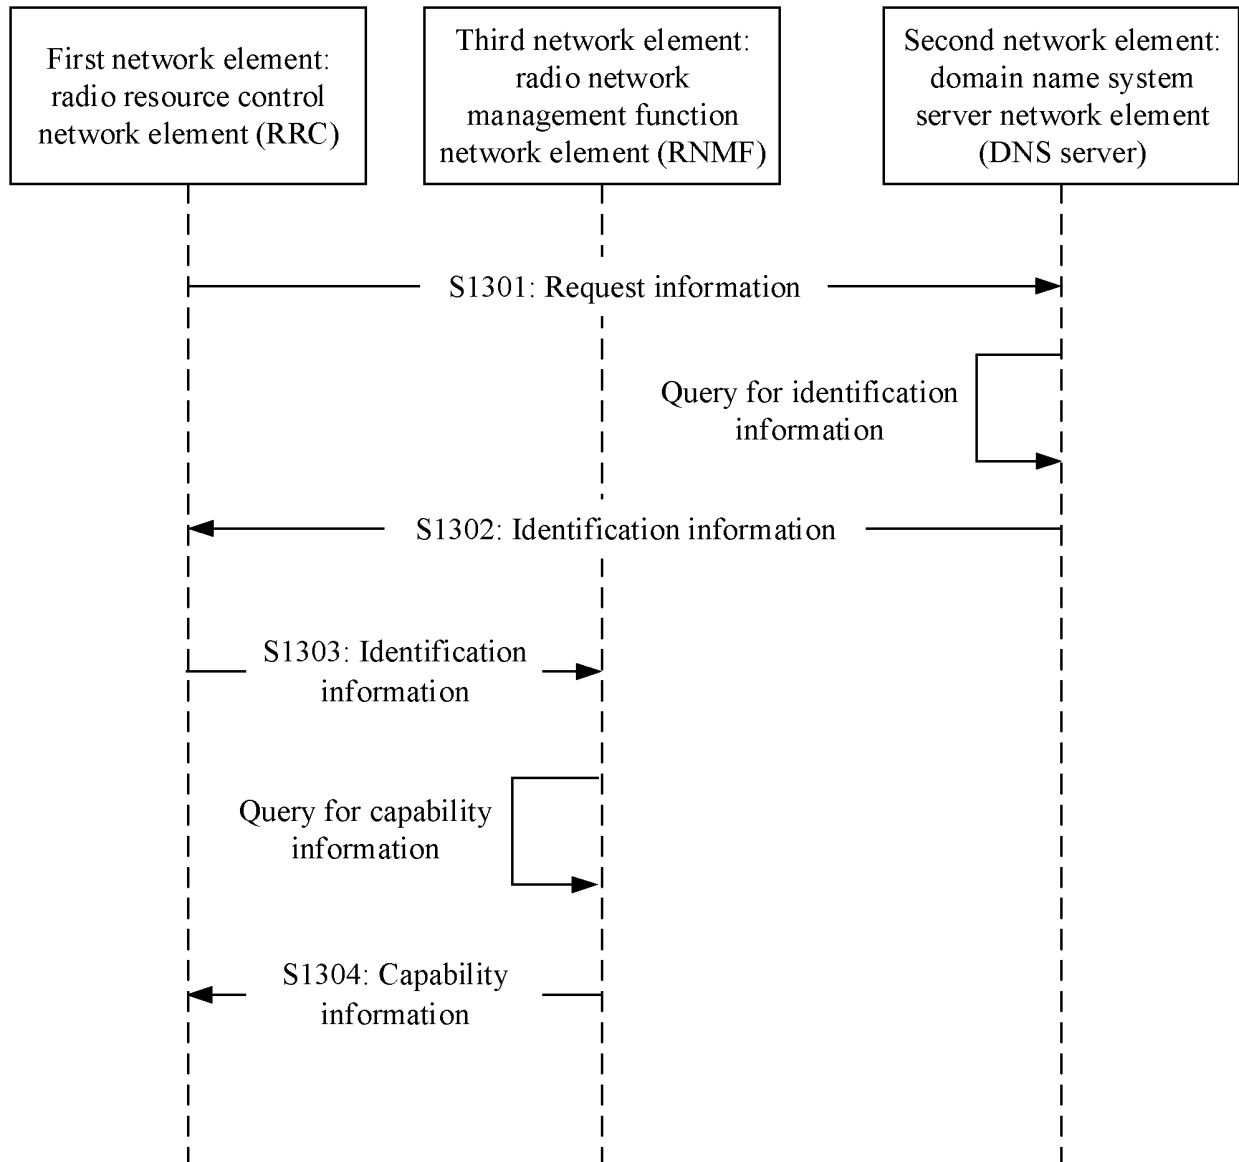 First network element:
radio resource control
network element (RRC)
Third network element:
radio network
management function
network element (RNMF)
Second network element:
domain name system
server network element
(DNS server)
S1301: Request information
Query for identification
information
S1302: Identification information
S1303: Identification
information
Query for capability
information
S1304: Capability
information